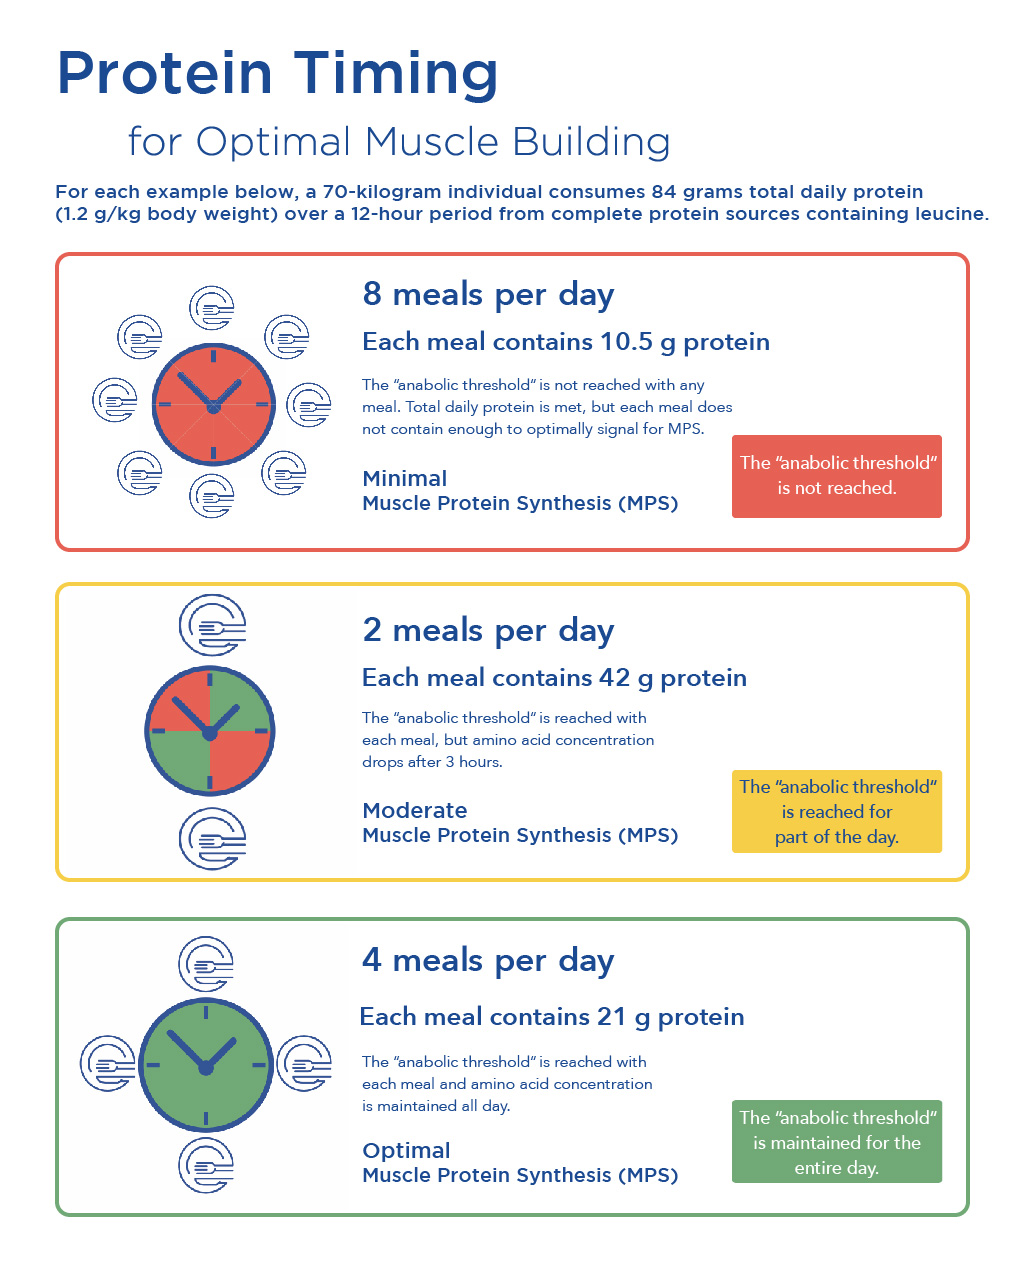 Protein Timing
for Optimal Muscle Building
For each example below, a 70-kilogram individual consumes 84 grams total daily protein
(1.2 g/kg body weight) over a 12-hour period from complete protein sources containing leucine.
8 meals per day
Each meal contains 10.5 g protein
The “anabolic threshold“ is not reached with any
meal. Total daily protein is met, but each meal does
not contain enough to optimally signal for MPS.
Minimal
Muscle Protein Synthesis (MPS)
The “anabolic threshold“
is not reached.
2 meals per day
Each meal contains 42 g protein
The “anabolic threshold“ is reached with
each meal, but amino acid concentration
drops after 3 hours.
Moderate
Muscle Protein Synthesis (MPS)
The “anabolic threshold“
is reached for
part of the day.
4 meals per day
Each meal contains 21 g protein
The “anabolic threshold“ is reached with
each meal and amino acid concentration
is maintained all day.
Optimal
Muscle Protein Synthesis (MPS)
The “anabolic threshold“
is maintained for the
entire day.